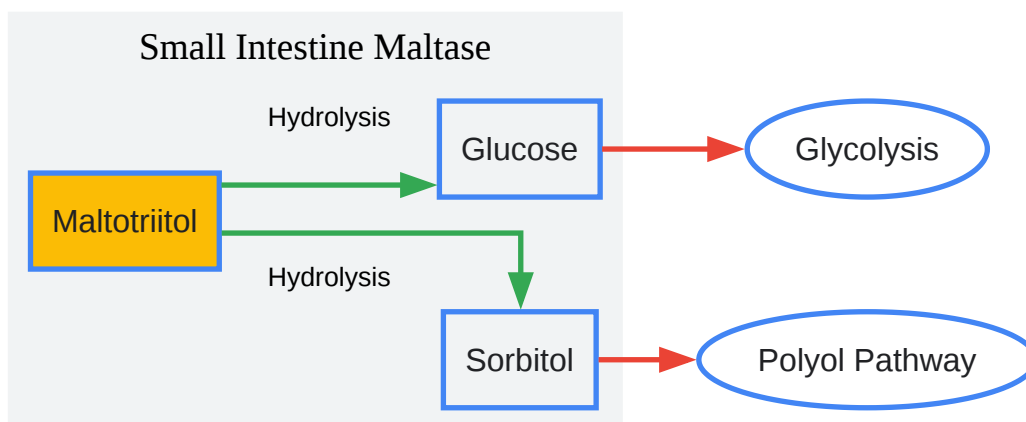 Small Intestine Maltase
Hydrolysis
Glucose
Glycolysis
Maltotriitol
Hydrolysis
Sorbitol
Polyol Pathway